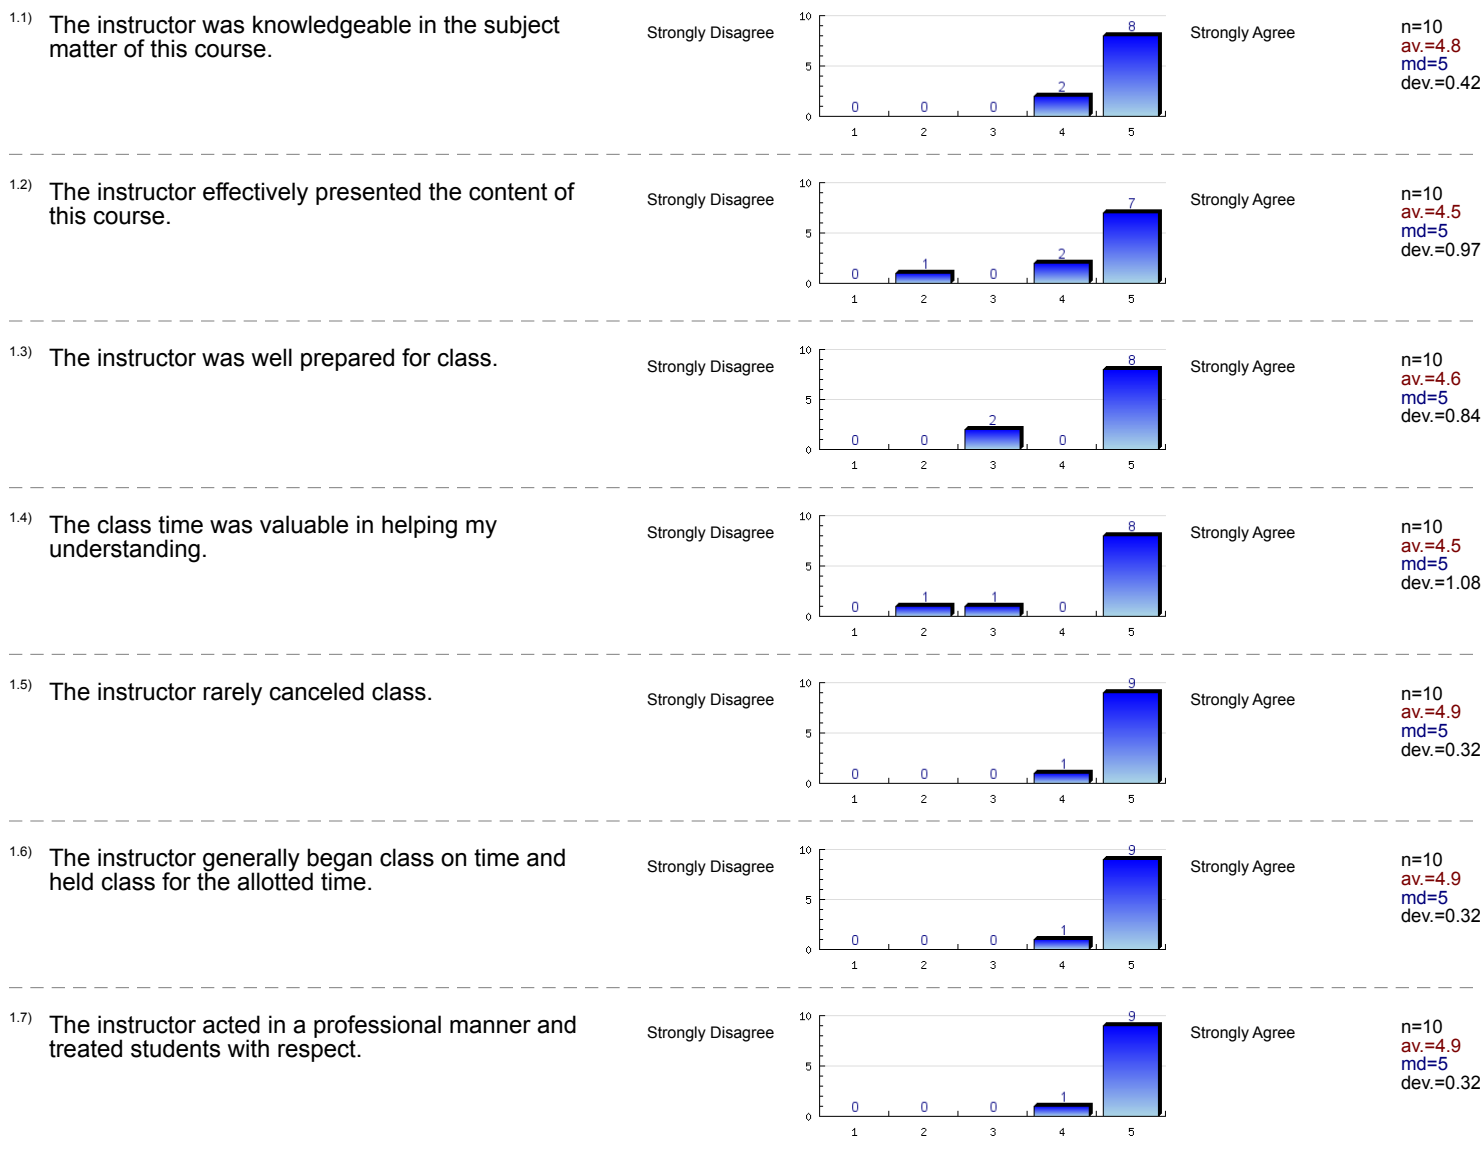 1.1) The instructor was knowledgeable in the subject
matter of this course.
Strongly Disagree
10
5
0
0 0 0 2 8
1 2 3 4 5
Strongly Agree
n=10
av.=4.8
md=5
dev.=0.42
1.2) The instructor effectively presented the content of
this course.
Strongly Disagree
10
5
0
0 1 0 2 7
1 2 3 4 5
Strongly Agree
n=10
av.=4.5
md=5
dev.=0.97
1.3) The instructor was well prepared for class.
Strongly Disagree
10
5
0
0 0 2 0 8
1 2 3 4 5
Strongly Agree
n=10
av.=4.6
md=5
dev.=0.84
1.4) The class time was valuable in helping my
understanding.
Strongly Disagree
10
5
0
0 1 1 0 8
1 2 3 4 5
Strongly Agree
n=10
av.=4.5
md=5
dev.=1.08
1.5) The instructor rarely canceled class.
Strongly Disagree
10
5
0
0 0 0 1 9
1 2 3 4 5
Strongly Agree
n=10
av.=4.9
md=5
dev.=0.32
1.6) The instructor generally began class on time and
held class for the allotted time.
Strongly Disagree
10
5
0
0 0 0 1 9
1 2 3 4 5
Strongly Agree
n=10
av.=4.9
md=5
dev.=0.32
1.7) The instructor acted in a professional manner and
treated students with respect.
Strongly Disagree
10
5
0
0 0 0 1 9
1 2 3 4 5
Strongly Agree
n=10
av.=4.9
md=5
dev.=0.32